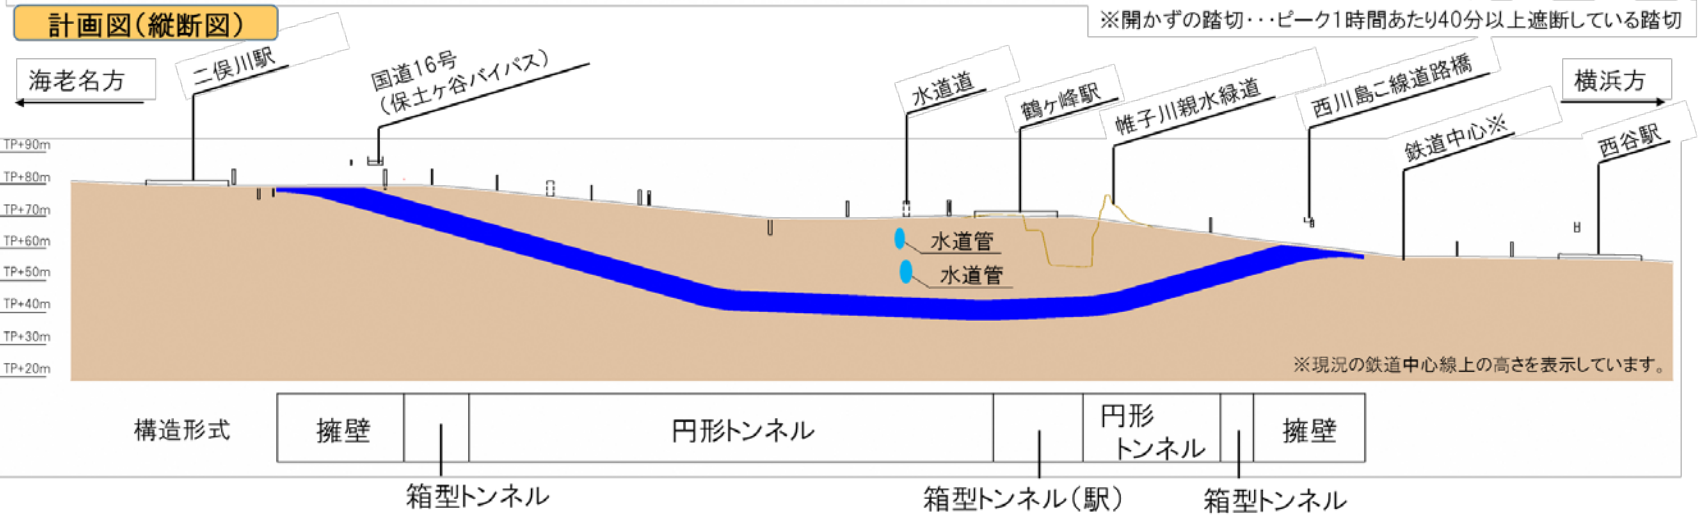 計画図（縦断図）
※開かずの踏切・・・ピーク1時間あたり40分以上遮断している踏切
海老名方
二俣川駅
国道16号
（保土ヶ谷バイパス）
水道道
鶴ヶ峰駅
帷子川親水緑道
西川島こ線道路橋
鉄道中心※
横浜方
西谷駅
TP+90m
TP+80m
TP+70m
TP+60m
TP+50m
TP+40m
TP+30m
TP+20m
水道管
水道管
※現況の鉄道中心線上の高さを表示しています。
構造形式
擁壁
円形トンネル
円形
トンネル
擁壁
箱型トンネル
箱型トンネル（駅）
箱型トンネル